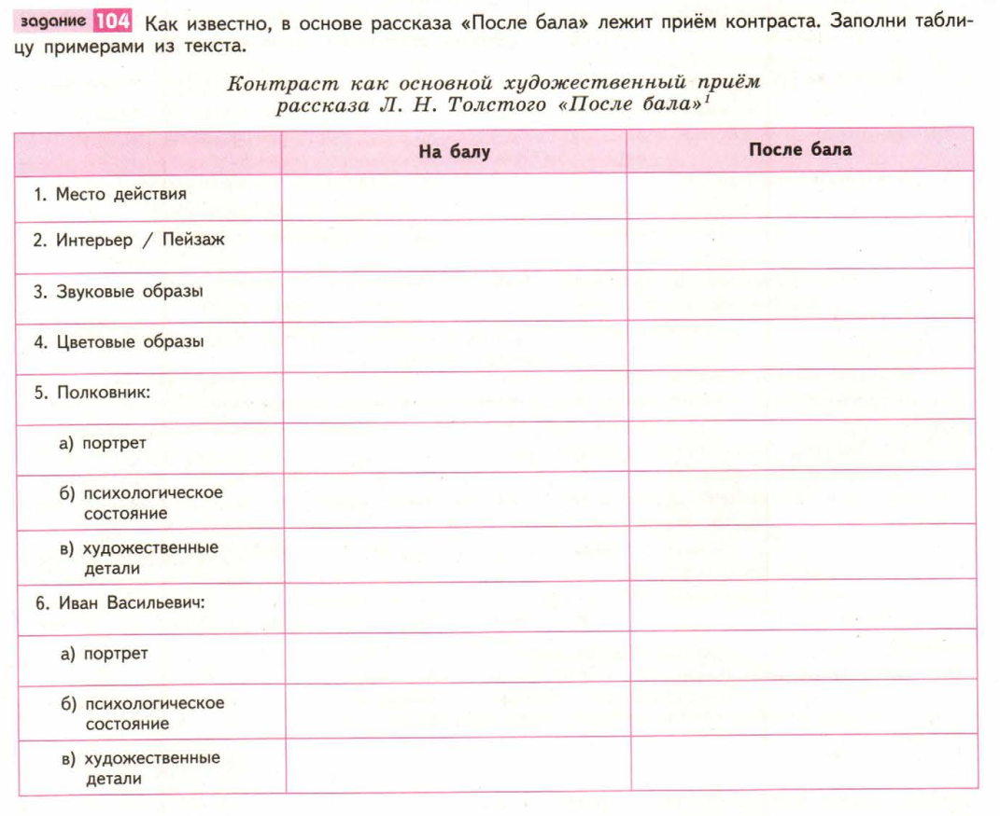 задание 104 Как известно, в основе рассказа «После бала» лежит приём контраста. Заполни табли-
цу примерами из текста.
Контраст как основной художественный приём
рассказа Л. Н. Толстого «После бала»¹
На балу После бала
1. Место действия
2. Интерьер / Пейзаж
3. Звуковые образы
4. Цветовые образы
5. Полковник:
а) портрет
б) психологическое
состояние
в) художественные
детали
6. Иван Васильевич:
а) портрет
б) психологическое
состояние
в) художественные
детали